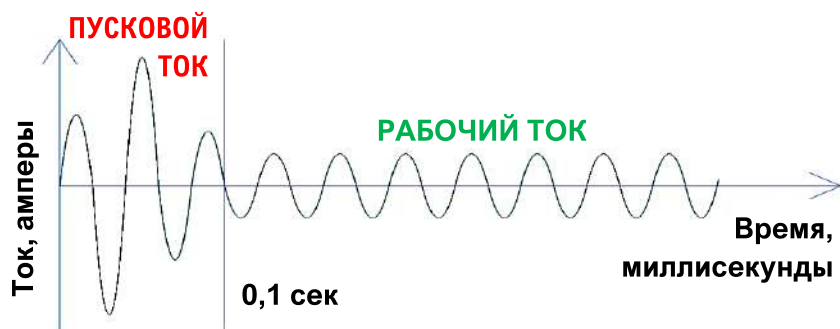 ПУСКОВОЙ
ТОК
Ток, амперы
РАБОЧИЙ ТОК
Время,
миллисекунды
0,1 сек